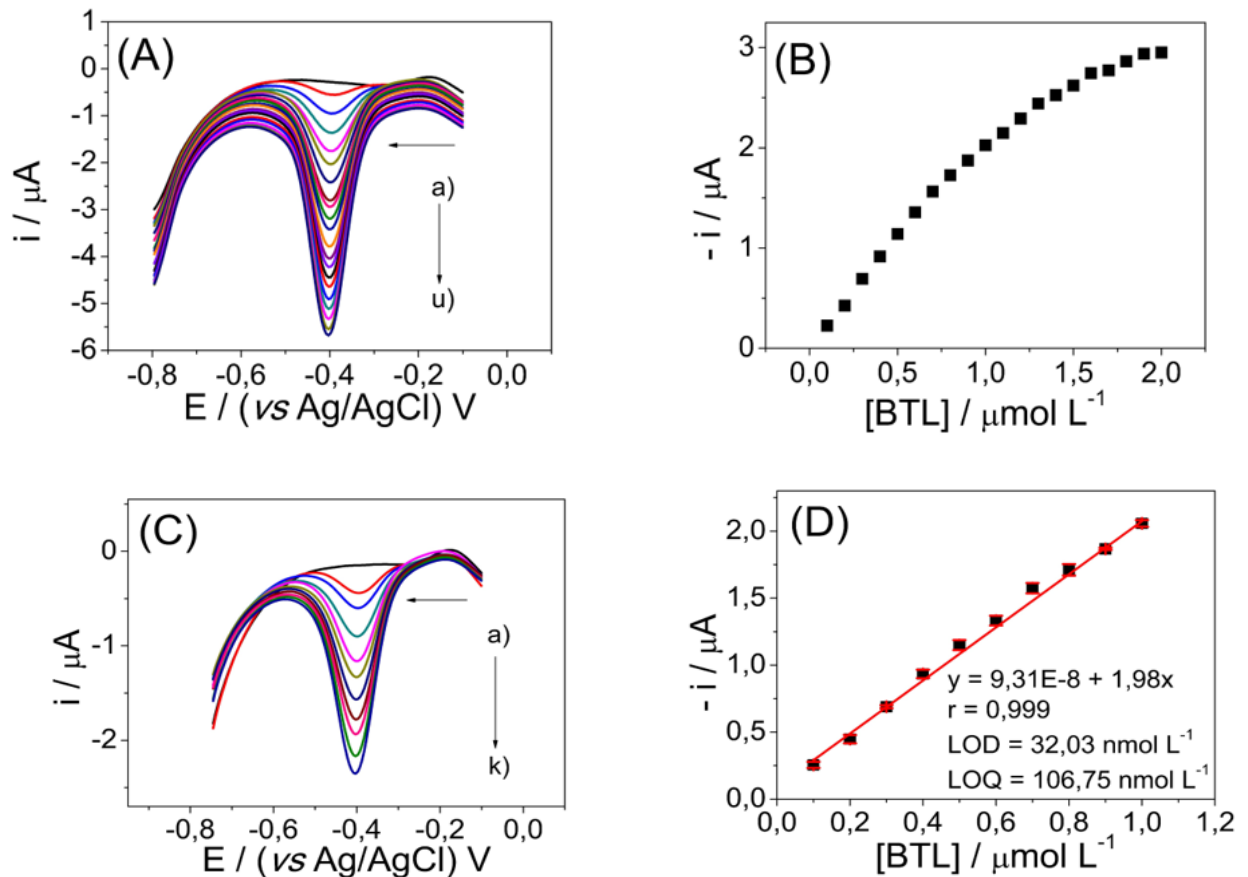 (A)
1
0
-1
-2
-3
-4
-5
-6
i / μA
-0,8 -0,6 -0,4 -0,2 0,0
E / (vs Ag/AgCl) V
a)
u)
(B)
3
2
1
0
- i / μA
0,0 0,5 1,0 1,5 2,0
[BTL] / μmol L⁻¹
(C)
0
-1
-2
i / μA
-0,8 -0,6 -0,4 -0,2 0,0
E / (vs Ag/AgCl) V
a)
k)
(D)
2,0
1,5
1,0
0,5
0,0
- i / μA
y = 9,31E-8 + 1,98x
r = 0,999
LOD = 32,03 nmol L⁻¹
LOQ = 106,75 nmol L⁻¹
0,0 0,2 0,4 0,6 0,8 1,0 1,2
[BTL] / μmol L⁻¹